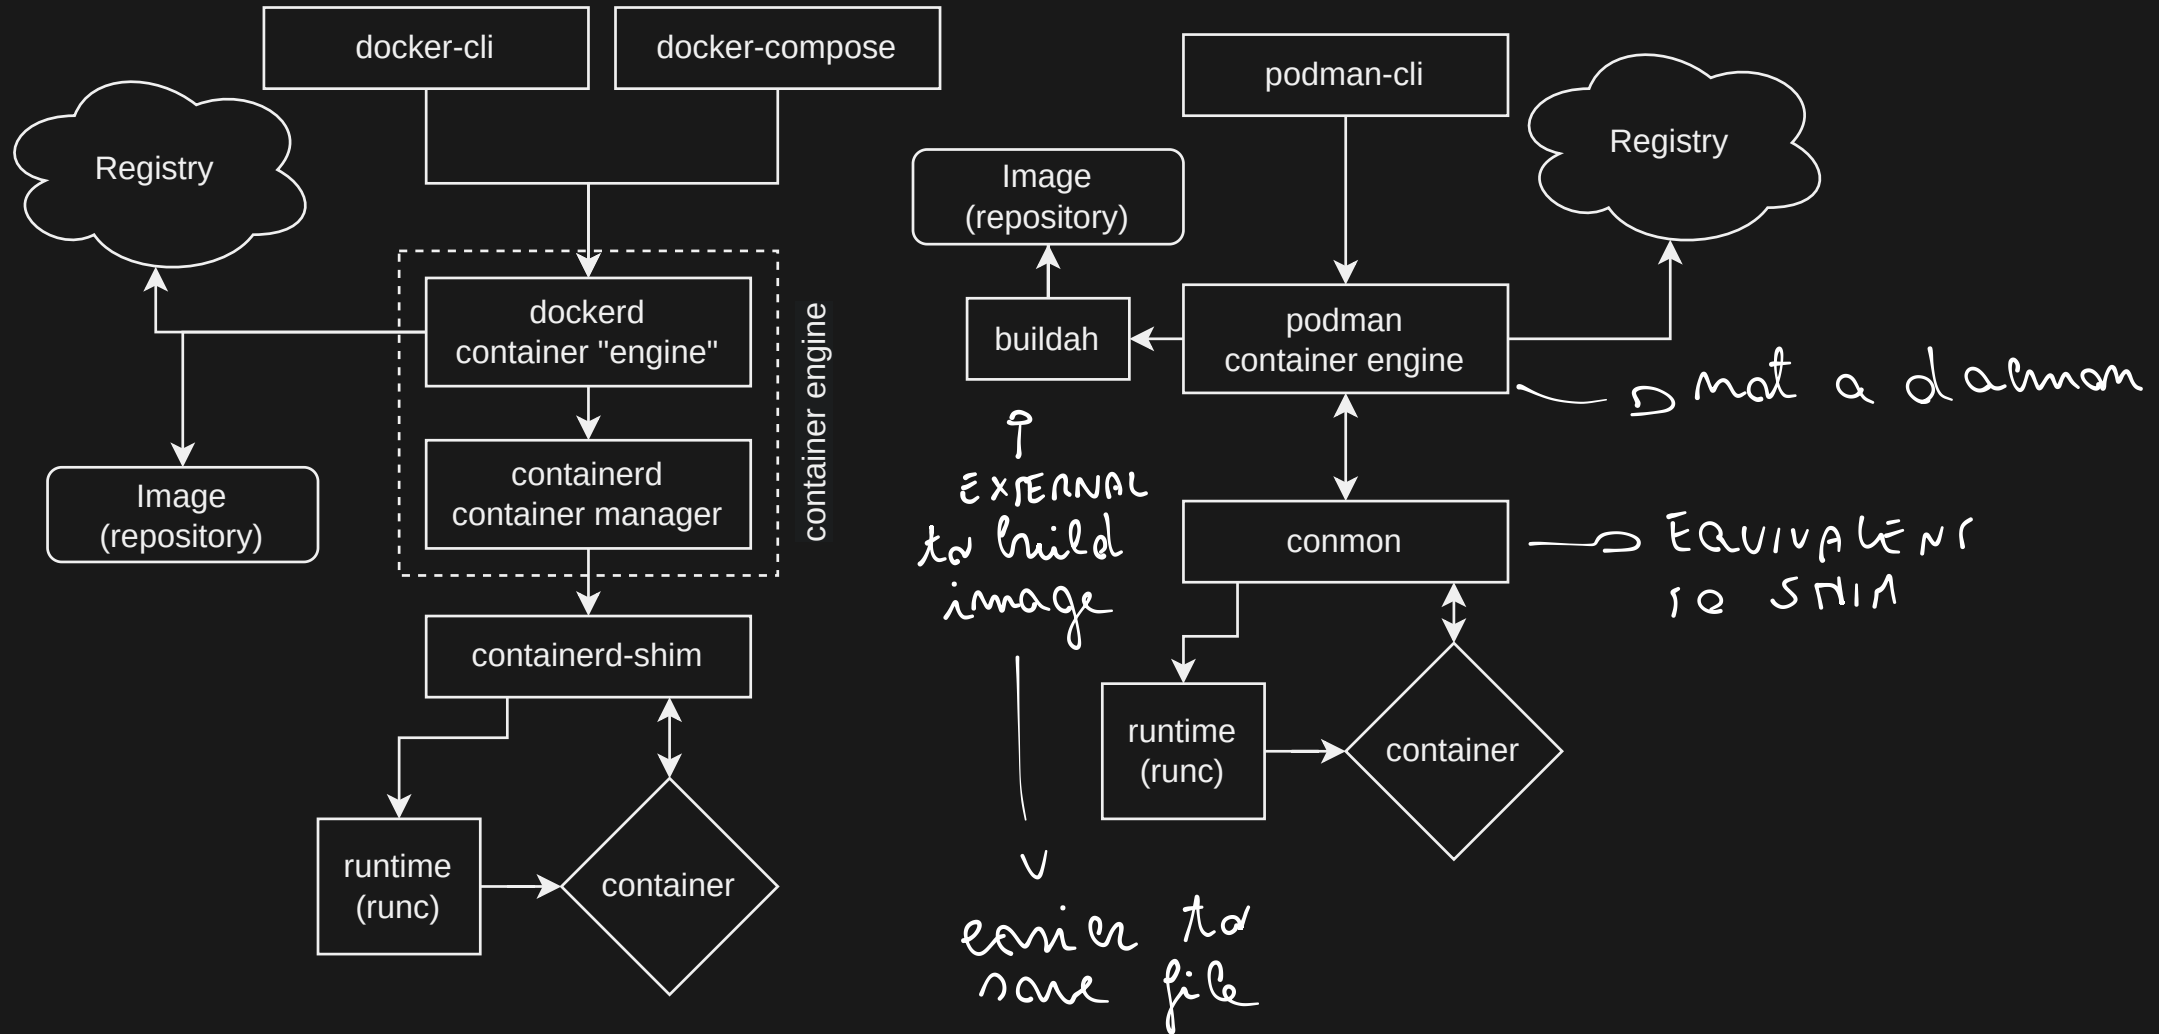 docker-cli
docker-compose
Registry
dockerd
container "engine"
container engine
containerd
container manager
Image
(repository)
containerd-shim
runtime
(runc)
container
podman-cli
Registry
Image
(repository)
buildah
podman
container engine
not a daemon
EXTERNAL
to build
image
conmon
EQUIVALENT
TO SHIM
runtime
(runc)
container
easier to
save file